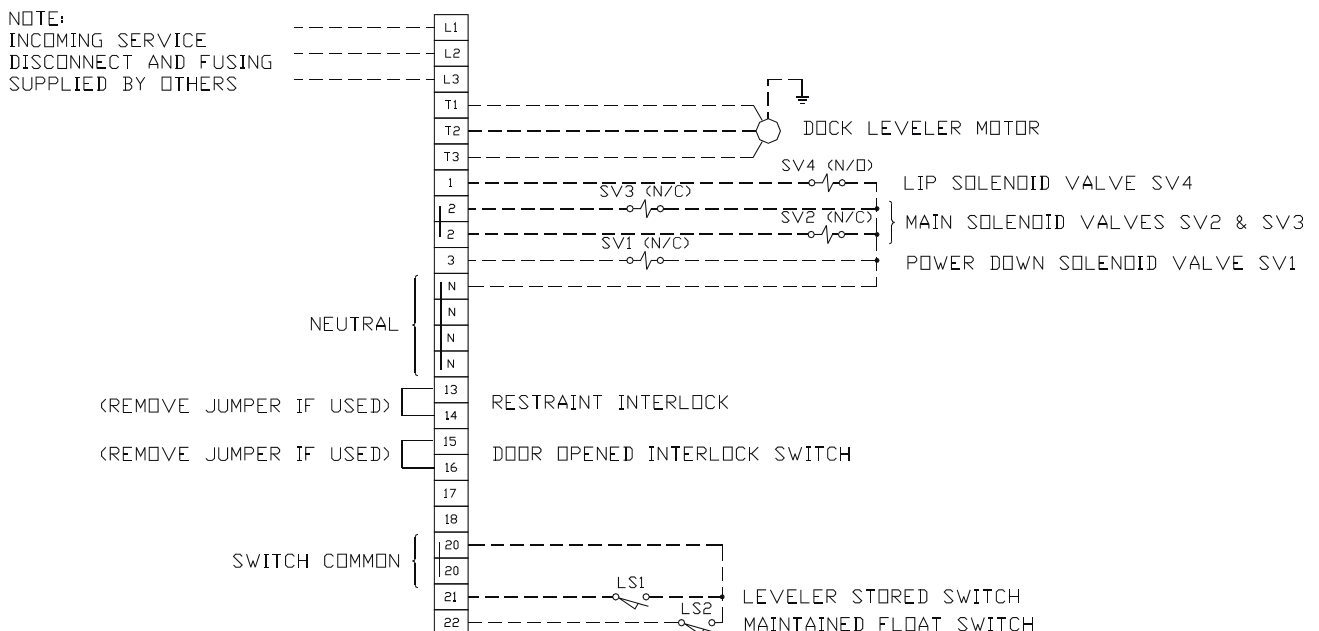 NOTE:
INCOMING SERVICE
DISCONNECT AND FUSING
SUPPLIED BY OTHERS
L1
L2
L3
T1
T2
DOCK LEVELER MOTOR
T3
SV4 (N/O)
1
LIP SOLENOID VALVE SV4
SV3 (N/C)
2
SV2 (N/C)
MAIN SOLENOID VALVES SV2 & SV3
2
SV1 (N/C)
3
POWER DOWN SOLENOID VALVE SV1
N
N
NEUTRAL
N
N
13
(REMOVE JUMPER IF USED)
RESTRAINT INTERLOCK
14
15
(REMOVE JUMPER IF USED)
DOOR OPENED INTERLOCK SWITCH
16
17
18
20
SWITCH COMMON
20
LS1
21
LEVELER STORED SWITCH
LS2
22
MAINTAINED FLOAT SWITCH